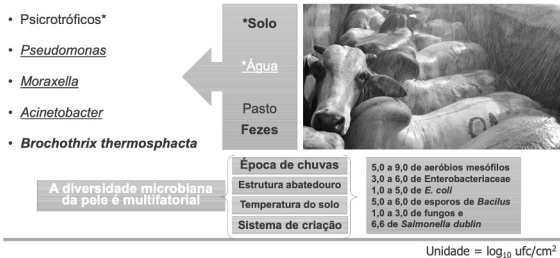 • Psicrotróficos*
• Pseudomonas
• Moraxella
• Acinetobacter
• Brochothrix thermosphacta
*Solo
*Água
Pasto
Fezes
A diversidade microbiana
da pele é multifatorial
Época de chuvas
Estrutura abatedouro
Temperatura do solo
Sistema de criação
5,0 a 9,0 de aeróbios mesófilos
3,0 a 6,0 de Enterobacteriaceae
1,0 a 5,0 de E. coli
5,0 a 6,0 de esporos de Bacilus
1,0 a 3,0 de fungos e
6,6 de Salmonella dublin
Unidade = log10 ufc/cm2